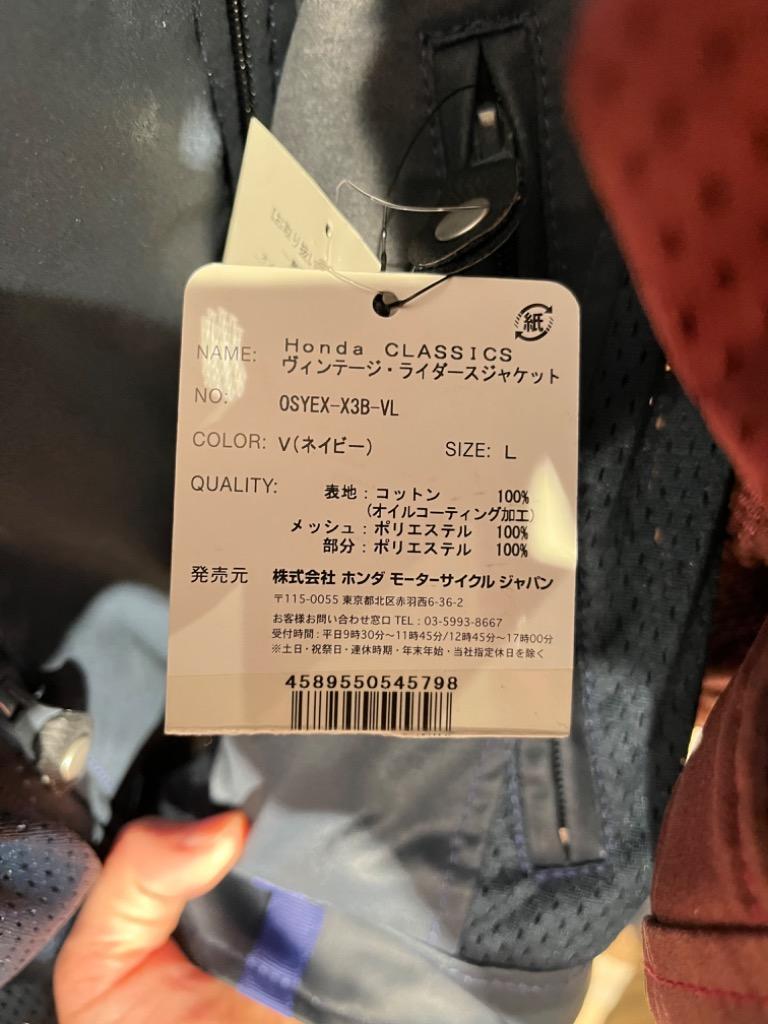 お取り扱い
紙
NAME: Honda CLASSICS
ヴィンテージ・ライダースジャケット
NO: 0SYEX-X3B-VL
COLOR: V(ネイビー) SIZE: L
QUALITY: 表地:コットン 100%
(オイルコーティング加工)
メッシュ:ポリエステル 100%
部分:ポリエステル 100%
発売元 株式会社 ホンダ モーターサイクル ジャパン
〒115-0055 東京都北区赤羽西6-36-2
お客様お問い合わせ窓口 TEL : 03-5993-8667
受付時間 : 平日9時30分〜11時45分/12時45分〜17時00分
※土日・祝祭日・連休時期・年末年始・当社指定休日を除く
4589550545798